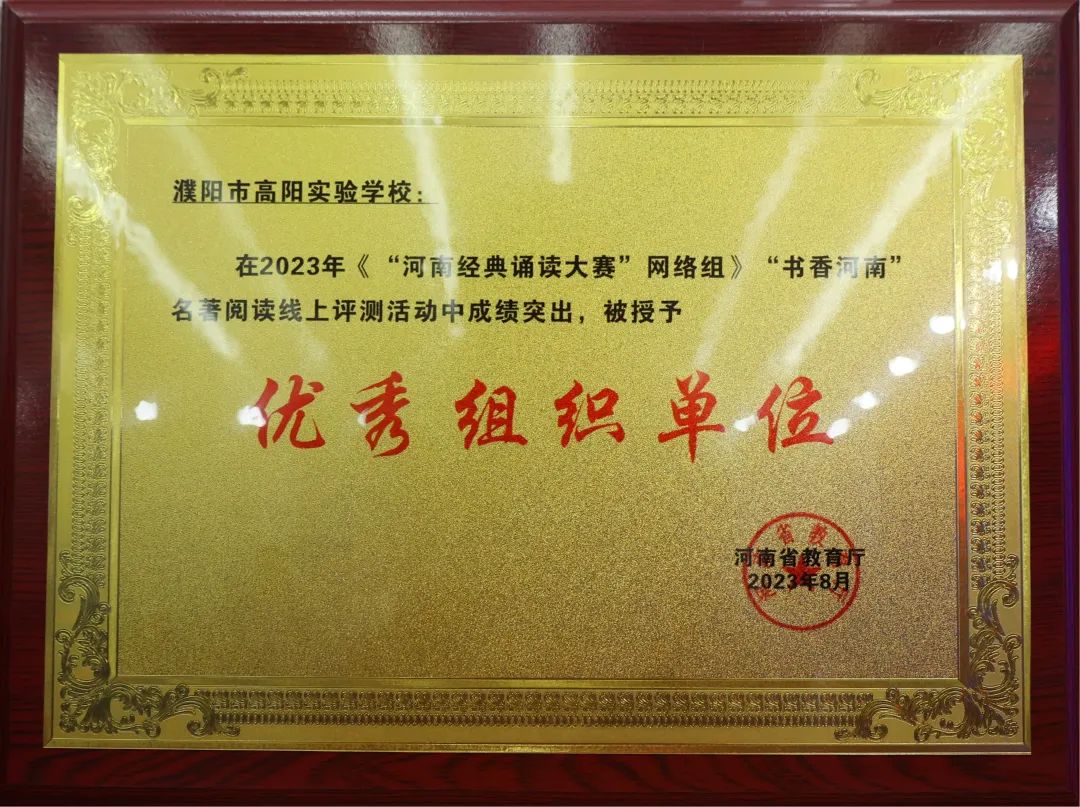 濮阳市高阳实验学校：
在2023年《“河南经典诵读大赛”网络组》“书香河南”
名著阅读线上评测活动中成绩突出，被授予
优秀组织单位
河南省教育厅
2023年8月